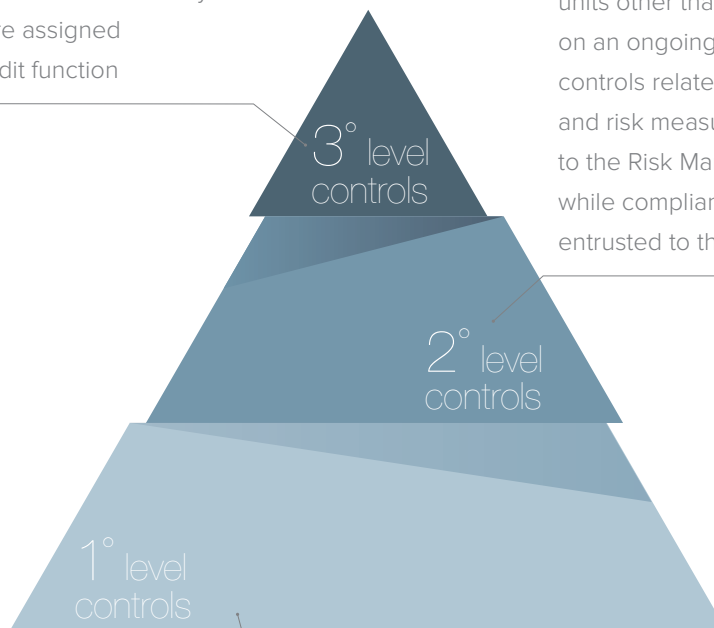 re assigned
dit function
units other tha
on an ongoing
controls relate
and risk measu
to the Risk Ma
while complian
entrusted to th
3° level
controls
2° level
controls
1° level
controls